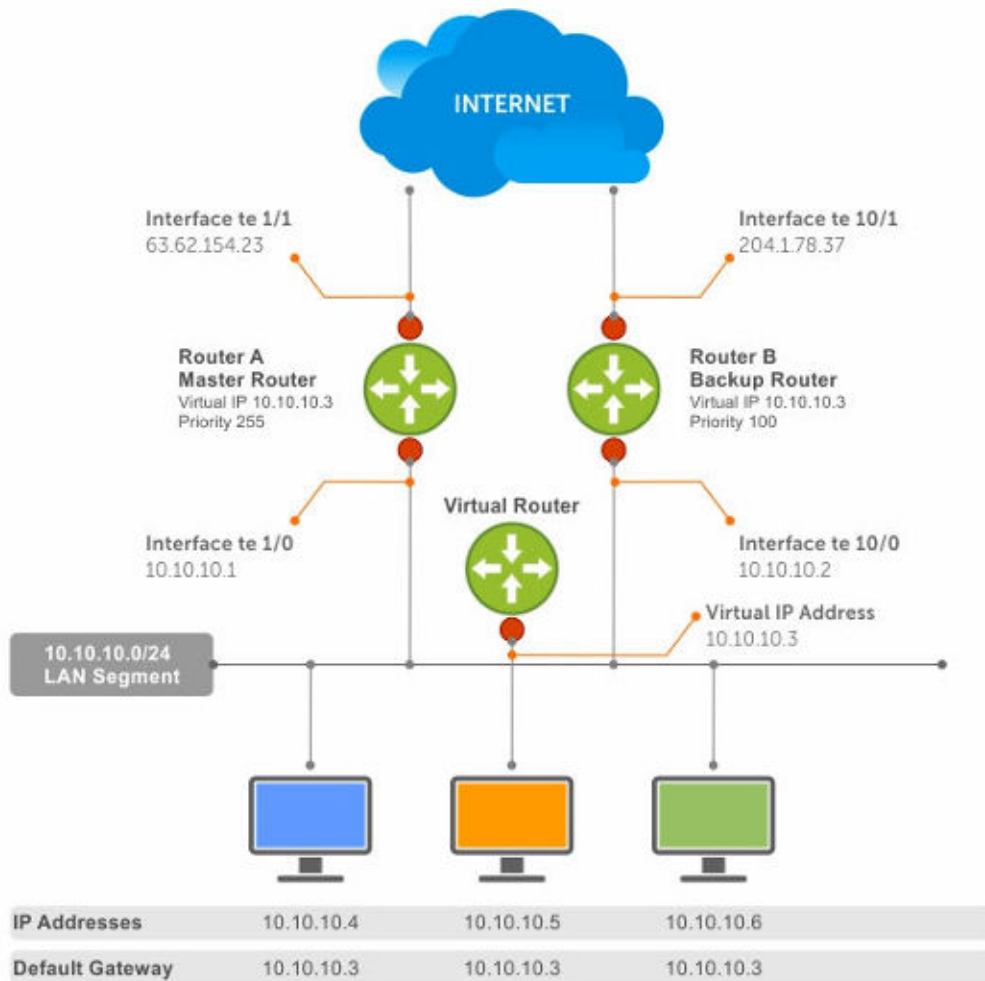 INTERNET
Interface te 1/1
63.62.154.23
Interface te 10/1
204.1.78.37
Router A
Master Router
Virtual IP 10.10.10.3
Priority 255
Router B
Backup Router
Virtual IP 10.10.10.3
Priority 100
Virtual Router
Interface te 1/0
10.10.10.1
Interface te 10/0
10.10.10.2
Virtual IP Address
10.10.10.3
10.10.10.0/24
LAN Segment
IP Addresses 10.10.10.4 10.10.10.5 10.10.10.6
Default Gateway 10.10.10.3 10.10.10.3 10.10.10.3